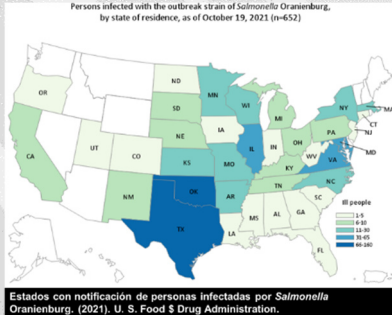 Persons infected with the outbreak strain of Salmonella Oranienburg,
by state of residence, as of October 19, 2021 (n=652)
ND
MN
OR
SD
WI
MI
NY
MA
CT
IA
NE
PA
NJ
UT
CO
IL
IN
OH
WV
MD
CA
KS
MO
KY
VA
TN
NC
NM
OK
AR
SC
TX
LA
MS
AL
GA
FL
Ill people
1-5
6-10
11-30
31-65
66-160
Estados con notificación de personas infectadas por Salmonella
Oranienburg. (2021). U. S. Food $ Drug Administration.